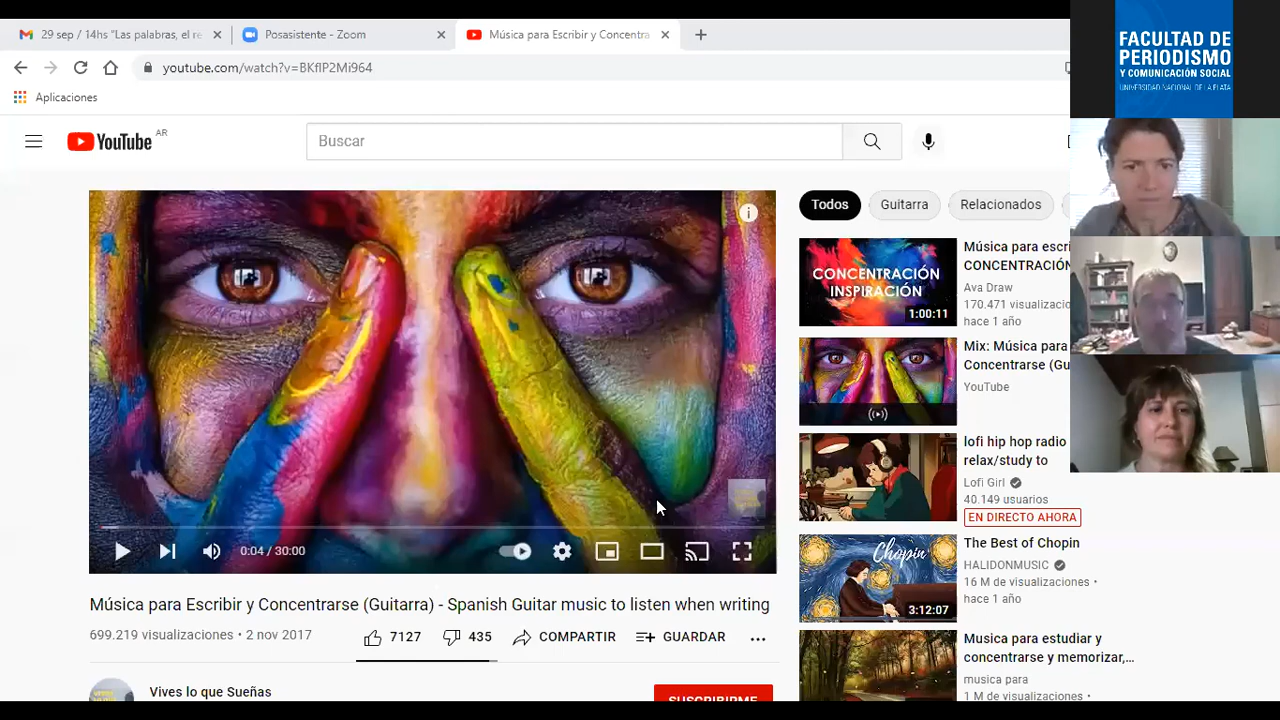 29 sep / 14hs "Las palabras, el re
Posasistente - Zoom
Música para Escribir y Concentra
youtube.com/watch?v=BKfIP2Mi964
Aplicaciones
FACULTAD DE
PERIODISMO
Y COMUNICACIÓN SOCIAL
UNIVERSIDAD NACIONAL DE LA PLATA
YouTube AR
Buscar
Todos
Guitarra
Relacionados
CONCENTRACIÓN
INSPIRACIÓN
1:00:11
Música para escri
CONCENTRACIÓN
Ava Draw
170.471 visualizacio
hace 1 año
Mix: Música para
Concentrarse (Gu
YouTube
lofi hip hop radio
relax/study to
Lofi Girl
40.149 usuarios
EN DIRECTO AHORA
Chopin
3:12:07
The Best of Chopin
HALIDONMUSIC
16 M de visualizaciones •
hace 1 año
Musica para estudiar y
concentrarse y memorizar,...
musica para
1 M de visualizaciones •
0:04 / 30:00
Música para Escribir y Concentrarse (Guitarra) - Spanish Guitar music to listen when writing
699.219 visualizaciones • 2 nov 2017
7127
435
COMPARTIR
GUARDAR
Vives lo que Sueñas
SUSCRIBIRME